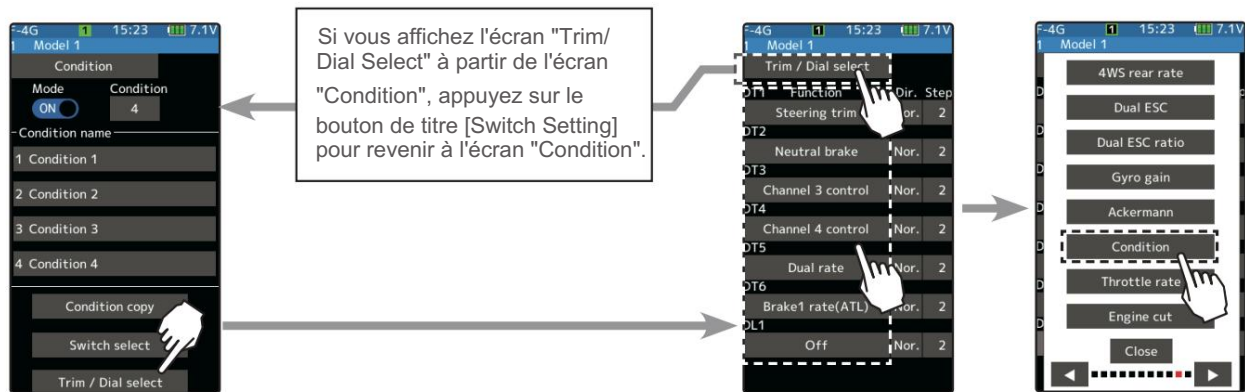 F-4G 1 15:23 7.1V
1 Model 1
Condition
Mode Condition
ON 4
Condition name
1 Condition 1
2 Condition 2
3 Condition 3
4 Condition 4
Condition copy
Switch select
Trim / Dial select
Si vous affichez l'écran "Trim/
Dial Select" à partir de l'écran
"Condition", appuyez sur le
bouton de titre [Switch Setting]
pour revenir à l'écran "Condition".
-4G 1 15:23 7.1V
1 Model 1
Trim / Dial select
DT1 Function Dir. Step
Steering trim Nor. 2
DT2
Neutral brake Nor. 2
DT3
Channel 3 control Nor. 2
DT4
Channel 4 control Nor. 2
DT5
Dual rate Nor. 2
DT6
Brake1 rate(ATL) Nor. 2
DL1
Off Nor. 2
F-4G 1 15:23 7.1V
1 Model 1
4WS rear rate
Dual ESC
Dual ESC ratio
Gyro gain
Ackermann
Condition
Throttle rate
Engine cut
Close